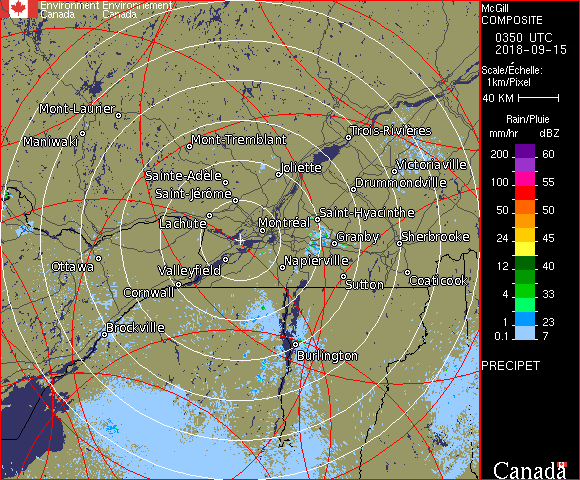 Environment Environnement
Canada Canada
McGill
COMPOSITE
0350 UTC
2018-09-15
Scale/Échelle:
1km/Pixel
40 KM
Rain/Pluie
mm/hr dBZ
200 60
100 55
50 50
24 45
12 40
4 33
1 23
0.1 7
PRECIPET
Canada
Mont-Laurier
Maniwaki
Mont-Tremblant
Trois-Rivières
Sainte-Adèle
Joliette
Victoriaville
Saint-Jérôme
Drummondville
Lachute
Montréal
Saint-Hyacinthe
Granby
Sherbrooke
Ottawa
Valleyfield
Napierville
Cornwall
Sutton
Coaticook
Brockville
Burlington